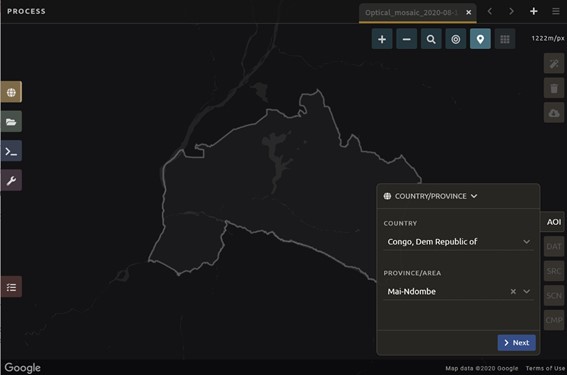 PROCESS
Optical_mosaic_2020-08-
1222m/px
COUNTRY/PROVINCE
COUNTRY
Congo, Dem Republic of
PROVINCE/AREA
Mai-Ndombe
Next
AOI
DAT
SRC
SCN
CMP
Google
Map data ©2020 Google
Terms of Use